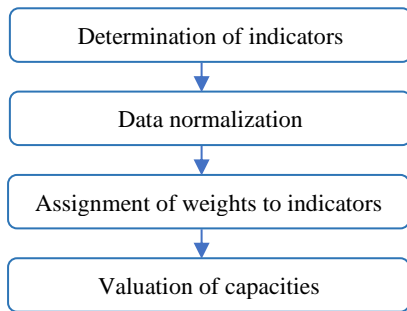 Determination of indicators
Data normalization
Assignment of weights to indicators
Valuation of capacities